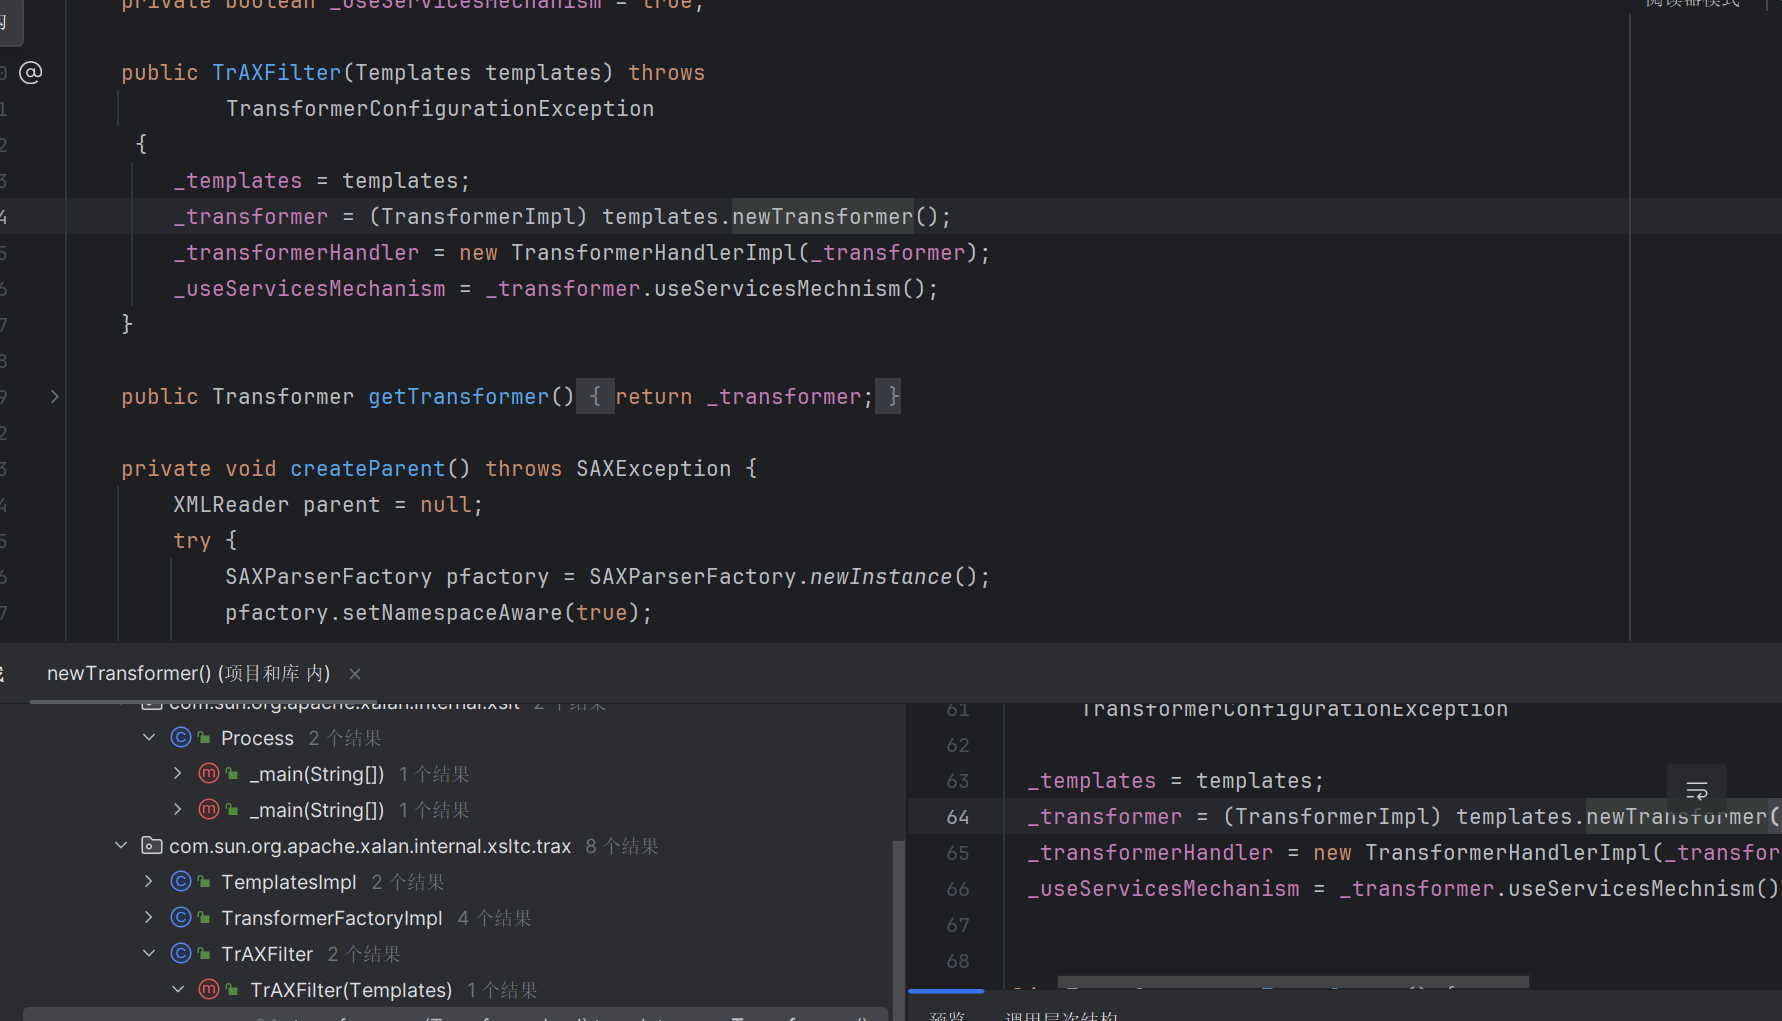 private boolean _useServicesMechanism = true;
阅读器模式
public TrAXFilter(Templates templates) throws
TransformerConfigurationException
{
_templates = templates;
_transformer = (TransformerImpl) templates.newTransformer();
_transformerHandler = new TransformerHandlerImpl(_transformer);
_useServicesMechanism = _transformer.useServicesMechnism();
}
public Transformer getTransformer() { return _transformer; }
private void createParent() throws SAXException {
XMLReader parent = null;
try {
SAXParserFactory pfactory = SAXParserFactory.newInstance();
pfactory.setNamespaceAware(true);
newTransformer() (项目和库 内)
com.sun.org.apache.xalan.internal.xslt 2 个结果
Process 2 个结果
_main(String[]) 1 个结果
_main(String[]) 1 个结果
com.sun.org.apache.xalan.internal.xsltc.trax 8 个结果
TemplatesImpl 2 个结果
TransformerFactoryImpl 4 个结果
TrAXFilter 2 个结果
TrAXFilter(Templates) 1 个结果
61 TransformerConfigurationException
62
63 _templates = templates;
64 _transformer = (TransformerImpl) templates.newTransformer(
65 _transformerHandler = new TransformerHandlerImpl(_transfor
66 _useServicesMechanism = _transformer.useServicesMechnism()
67
68
预览 调用层次结构